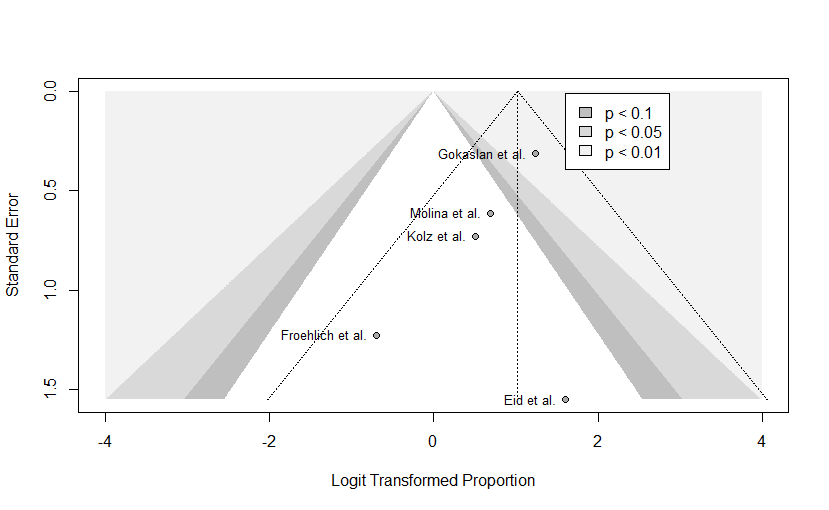 0.0
0.5
1.0
1.5
Standard Error
p < 0.1
p < 0.05
p < 0.01
Gokaslan et al.
Molina et al.
Kolz et al.
Froehlich et al.
Eid et al.
-4
-2
0
2
4
Logit Transformed Proportion